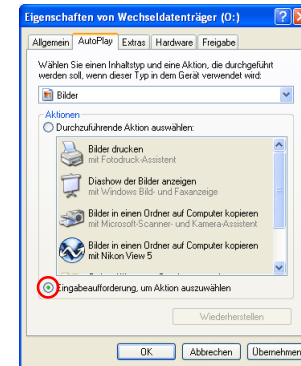 Eigenschaften von Wechseldatenträger (O:)
Allgemein AutoPlay Extras Hardware Freigabe
Wählen Sie einen Inhaltstyp und eine Aktion, die durchgeführt
werden soll, wenn dieser Typ in dem Gerät verwendet wird:
Bilder
Aktionen
Durchzuführende Aktion auswählen:
Bilder drucken
mit Fotodruck-Assistent
Diashow der Bilder anzeigen
mit Windows Bild- und Faxanzeige
Bilder in einen Ordner auf Computer kopieren
mit Microsoft-Scanner- und Kamera-Assistent
Bilder in einen Ordner auf Computer kopieren
mit Nikon View 5
Eingabeaufforderung, um Aktion auszuwählen
Wiederherstellen
OK Abbrechen Übernehmen